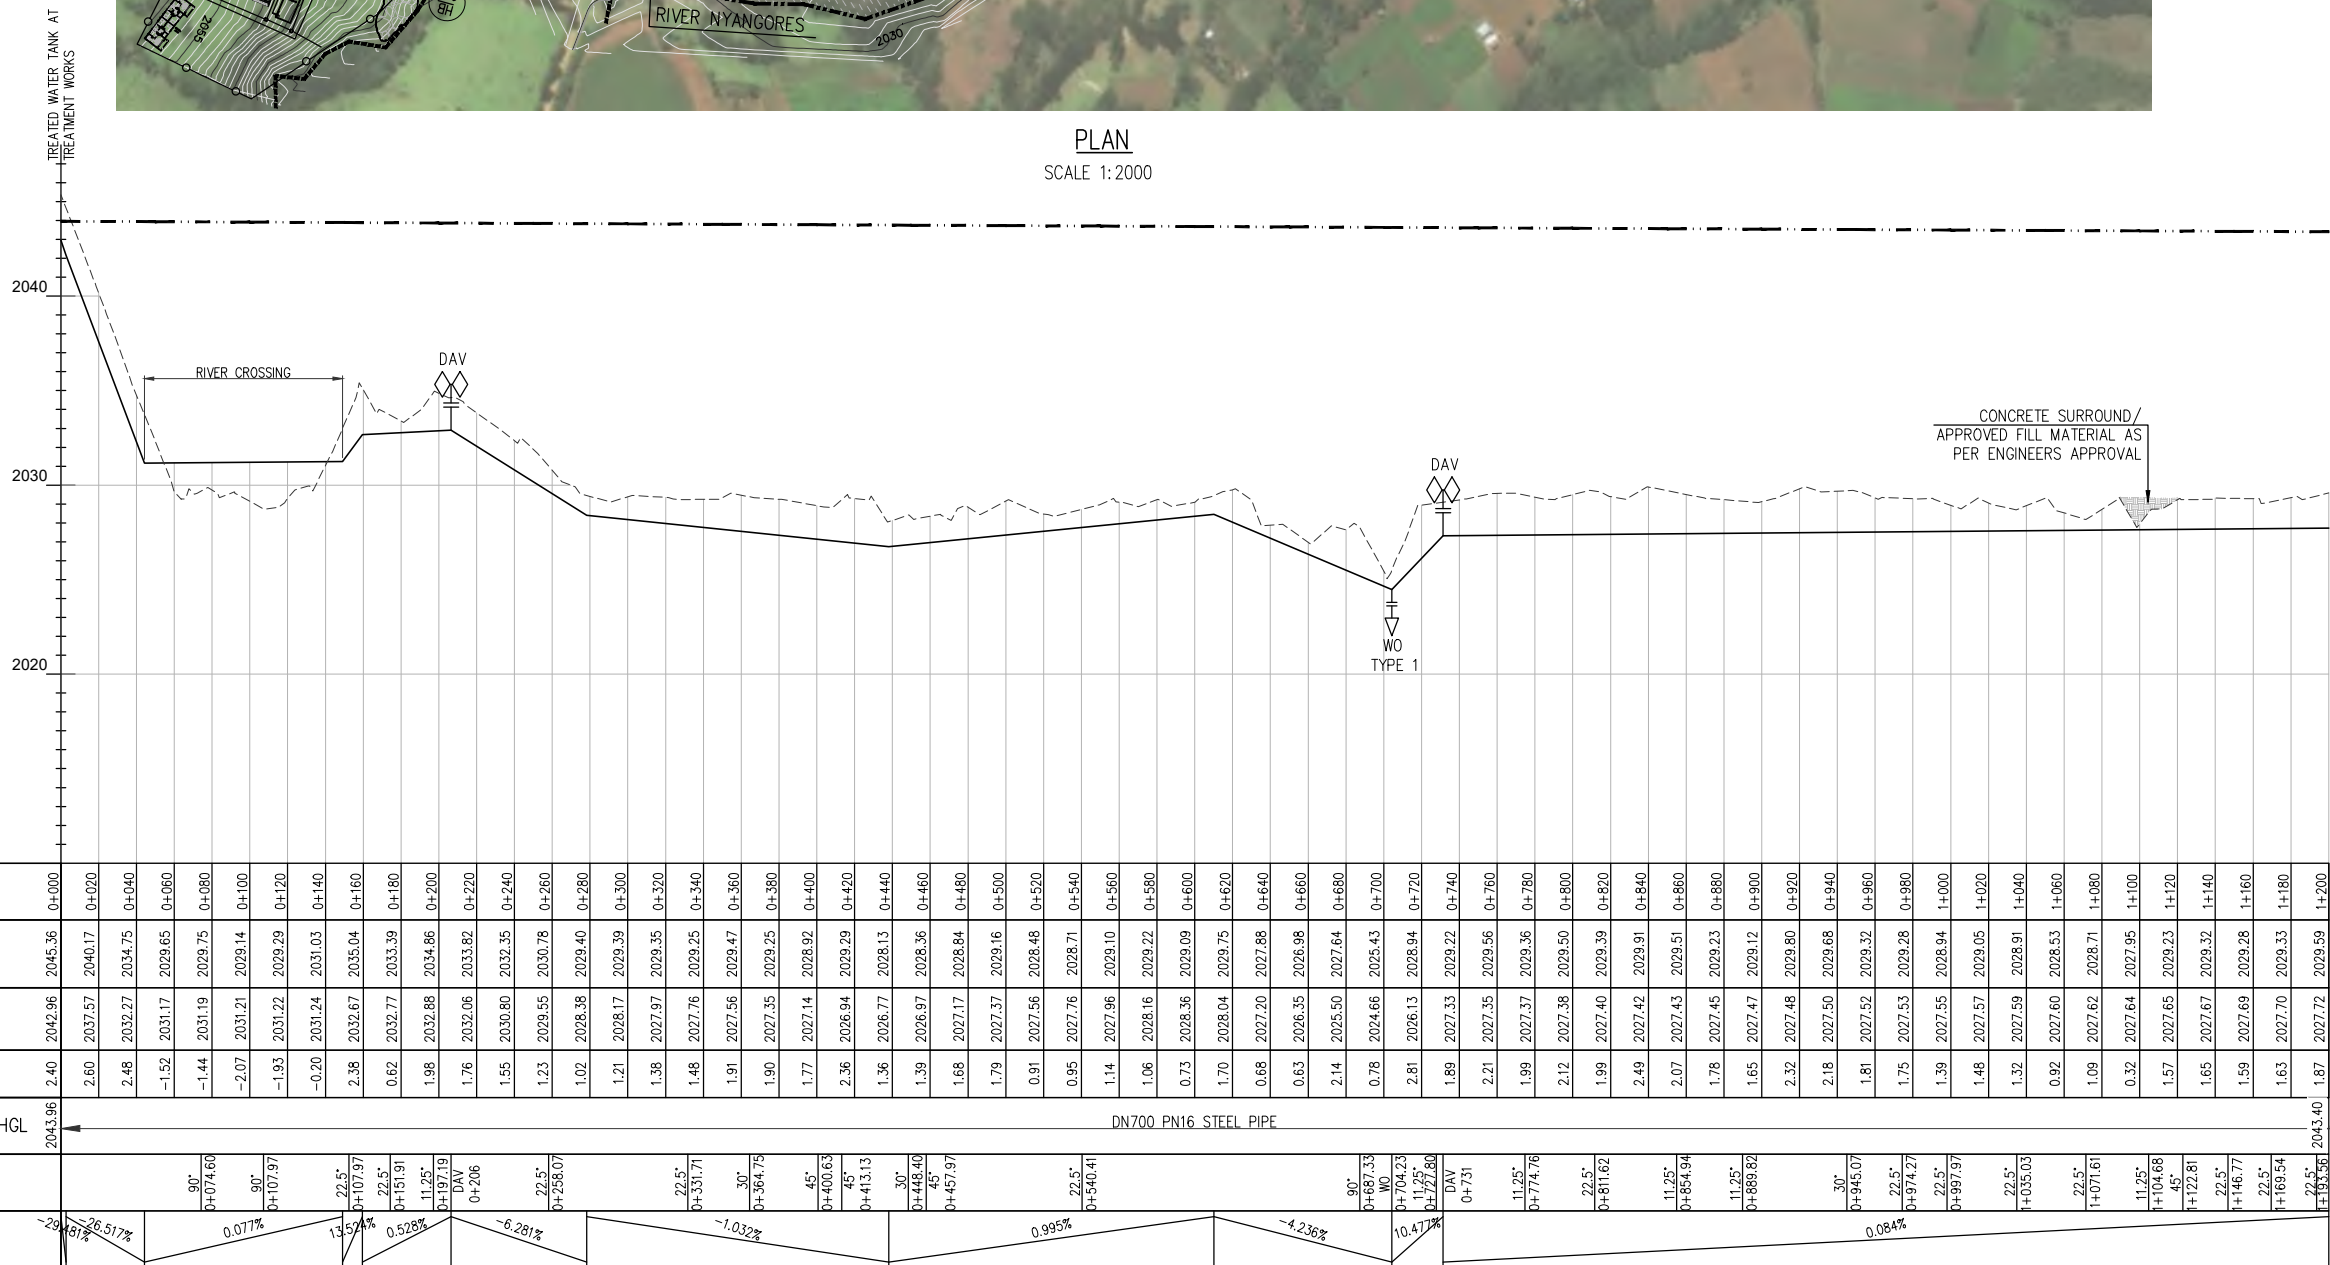 2055
HB
RIVER NYANGORES
2030
TREATED WATER TANK AT
TREATMENT WORKS
PLAN
SCALE 1:2000
2040
2030
2020
RIVER CROSSING
DAV
DAV
WO
TYPE 1
CONCRETE SURROUND/
APPROVED FILL MATERIAL AS
PER ENGINEERS APPROVAL
0+000 0+020 0+040 0+060 0+080 0+100 0+120 0+140 0+160 0+180 0+200 0+220 0+240 0+260 0+280 0+300 0+320 0+340 0+360 0+380 0+400 0+420 0+440 0+460 0+480 0+500 0+520 0+540 0+560 0+580 0+600 0+620 0+640 0+660 0+680 0+700 0+720 0+740 0+760 0+780 0+800 0+820 0+840 0+860 0+880 0+900 0+920 0+940 0+960 0+980 1+000 1+020 1+040 1+060 1+080 1+100 1+120 1+140 1+160 1+180 1+200
2045.36 2040.17 2034.75 2029.65 2029.75 2029.14 2029.29 2031.03 2035.04 2033.39 2034.86 2033.82 2032.35 2030.78 2029.40 2029.39 2029.35 2029.25 2029.47 2029.25 2028.92 2029.29 2028.13 2028.36 2028.84 2029.16 2028.48 2028.71 2029.10 2029.22 2029.09 2029.75 2027.88 2026.98 2027.64 2025.43 2028.94 2029.22 2029.56 2029.36 2029.50 2029.39 2029.91 2029.51 2029.23 2029.12 2029.80 2029.68 2029.32 2029.28 2028.94 2029.05 2028.91 2028.53 2028.71 2027.95 2029.23 2029.32 2029.28 2029.33 2029.59
2042.96 2037.57 2032.27 2031.17 2031.19 2031.21 2031.22 2031.24 2032.67 2032.77 2032.88 2032.06 2030.80 2029.55 2028.38 2028.17 2027.97 2027.76 2027.56 2027.35 2027.14 2026.94 2026.77 2026.97 2027.17 2027.37 2027.56 2027.76 2027.96 2028.16 2028.36 2028.04 2027.20 2026.35 2025.50 2024.66 2026.13 2027.33 2027.35 2027.37 2027.38 2027.40 2027.42 2027.43 2027.45 2027.47 2027.48 2027.50 2027.52 2027.53 2027.55 2027.57 2027.59 2027.60 2027.62 2027.64 2027.65 2027.67 2027.69 2027.70 2027.72
2.40 2.60 2.48 -1.52 -1.44 -2.07 -1.93 -0.20 2.38 0.62 1.98 1.76 1.55 1.23 1.02 1.21 1.38 1.48 1.91 1.90 1.77 2.36 1.36 1.39 1.68 1.79 0.91 0.95 1.14 1.06 0.73 1.70 0.68 0.63 2.14 0.78 2.81 1.89 2.21 1.99 2.12 1.99 2.49 2.07 1.78 1.65 2.32 2.18 1.81 1.75 1.39 1.48 1.32 0.92 1.09 0.32 1.57 1.65 1.59 1.63 1.87
HGL 2043.96 DN700 PN16 STEEL PIPE 2043.40
90° 90° 22.5° 22.5° 11.25° DAV 22.5° 22.5° 30° 45° 45° 30° 45° 22.5° 90° WO 11.25° DAV 11.25° 22.5° 11.25° 11.25° 30° 22.5° 22.5° 22.5° 22.5° 11.25° 45° 22.5° 22.5° 22.5°
0+074.60 0+107.97 0+107.97 0+151.91 0+197.19 0+206 0+258.07 0+331.71 0+364.75 0+400.63 0+413.13 0+448.40 0+457.97 0+540.41 0+687.33 0+704.23 0+727.80 0+731 0+774.76 0+811.62 0+854.94 0+889.82 0+945.07 0+974.27 0+997.97 1+035.03 1+071.61 1+104.68 1+122.81 1+146.77 1+169.54 1+193.56
-29.481% -26.517% 0.077% 13.524% 0.528% -6.281% -1.032% 0.995% -4.236% 10.477% 0.084%